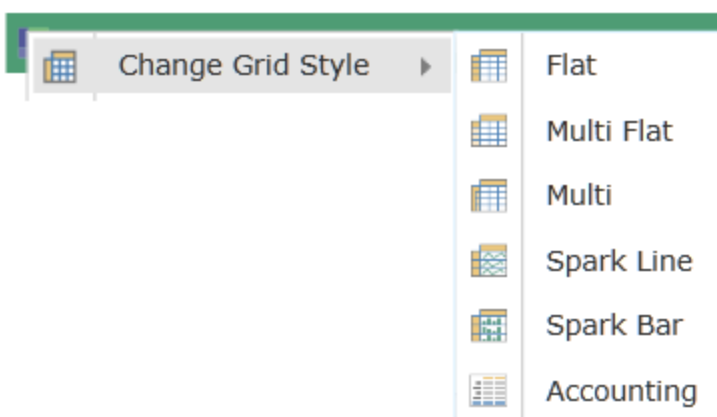 Change Grid Style
Flat
Multi Flat
Multi
Spark Line
Spark Bar
Accounting